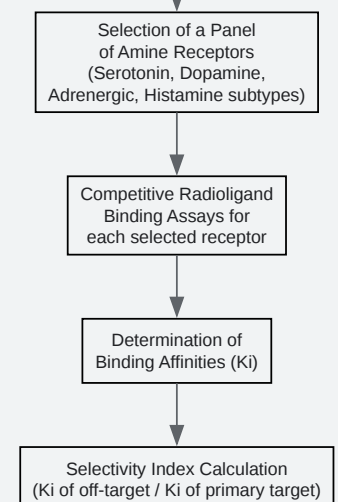 Selection of a Panel
of Amine Receptors
(Serotonin, Dopamine,
Adrenergic, Histamine subtypes)
Competitive Radioligand
Binding Assays for
each selected receptor
Determination of
Binding Affinities (Ki)
Selectivity Index Calculation
(Ki of off-target / Ki of primary target)